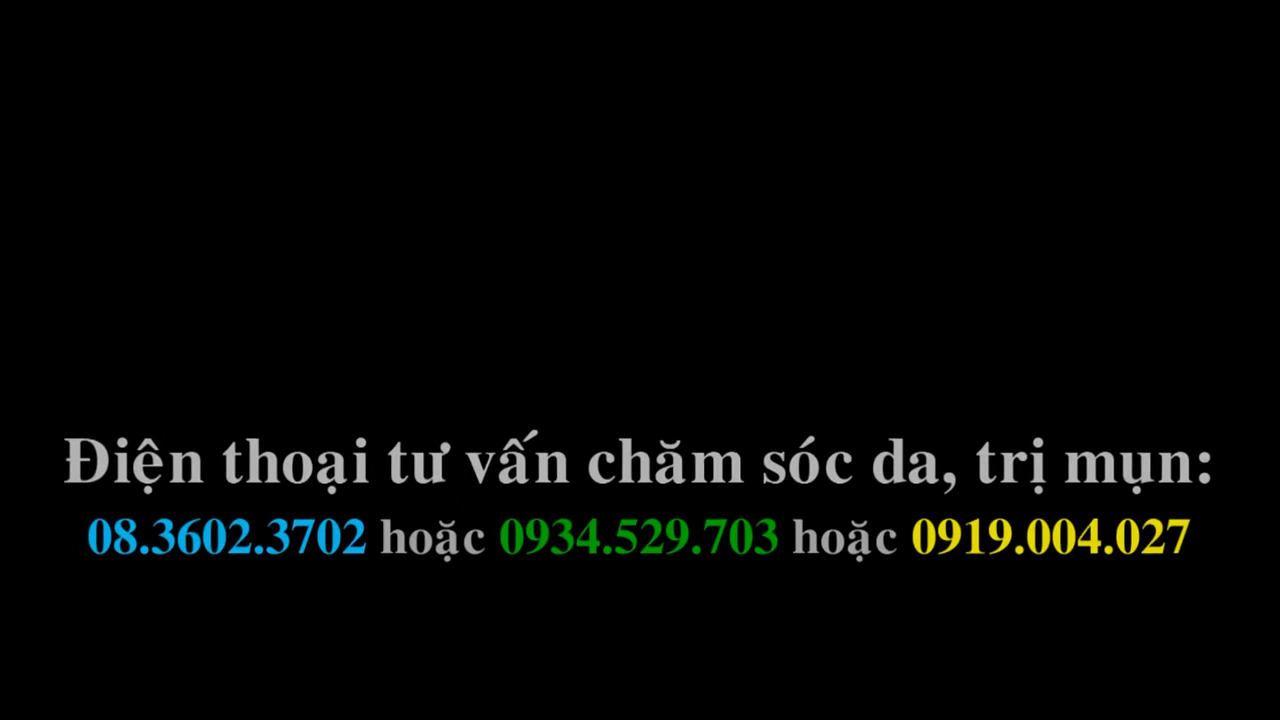 Điện thoại tư vấn chăm sóc da, trị mụn:
08.3602.3702 hoặc 0934.529.703 hoặc 0919.004.027